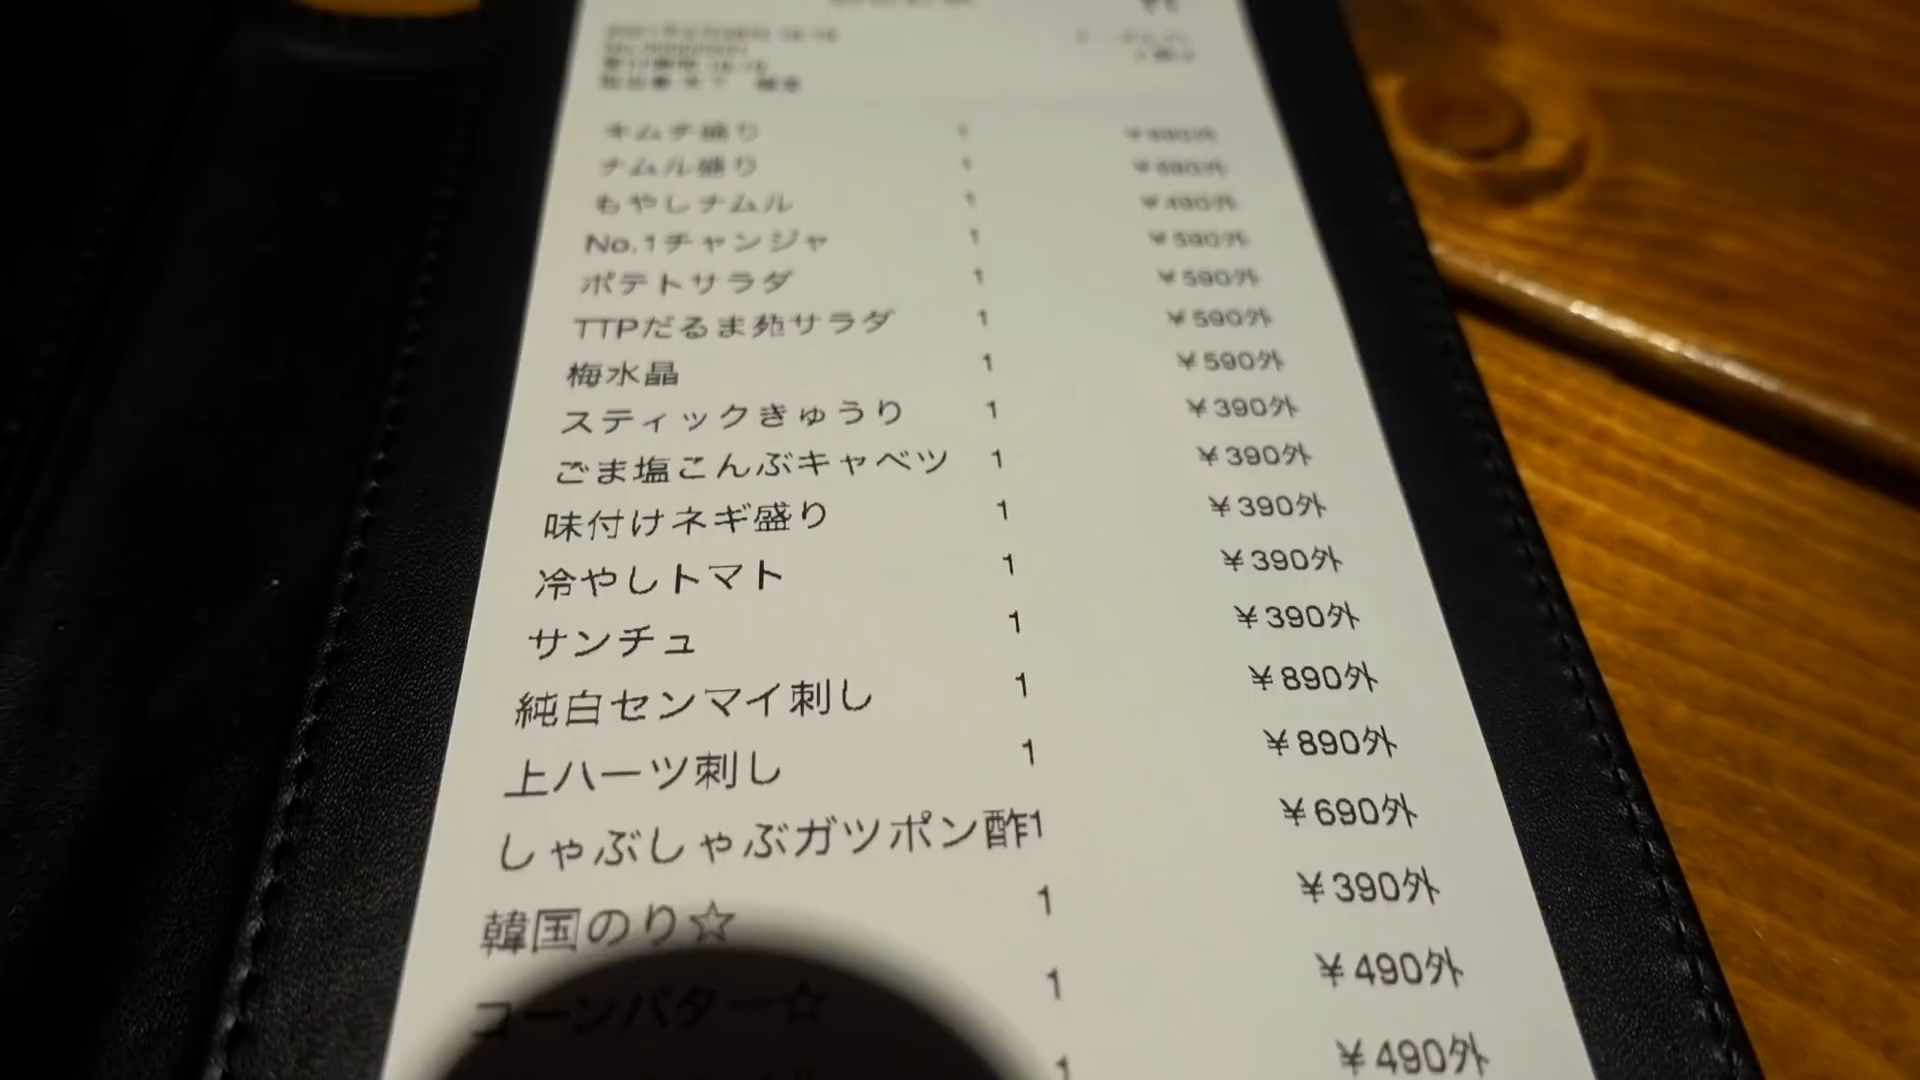 キムチ盛り 1
ナムル盛り 1
もやしナムル 1 ¥490外
No.1チャンジャ 1 ¥590外
ポテトサラダ 1 ¥590外
TTPだるま苑サラダ 1 ¥590外
梅水晶 1 ¥590外
スティックきゅうり 1 ¥390外
ごま塩こんぶキャベツ 1 ¥390外
味付けネギ盛り 1 ¥390外
冷やしトマト 1 ¥390外
サンチュ 1 ¥390外
純白センマイ刺し 1 ¥890外
上ハーツ刺し 1 ¥890外
しゃぶしゃぶガツポン酢1 ¥690外
韓国のり☆ 1 ¥390外
コーンバター☆ 1 ¥490外
1 ¥490外